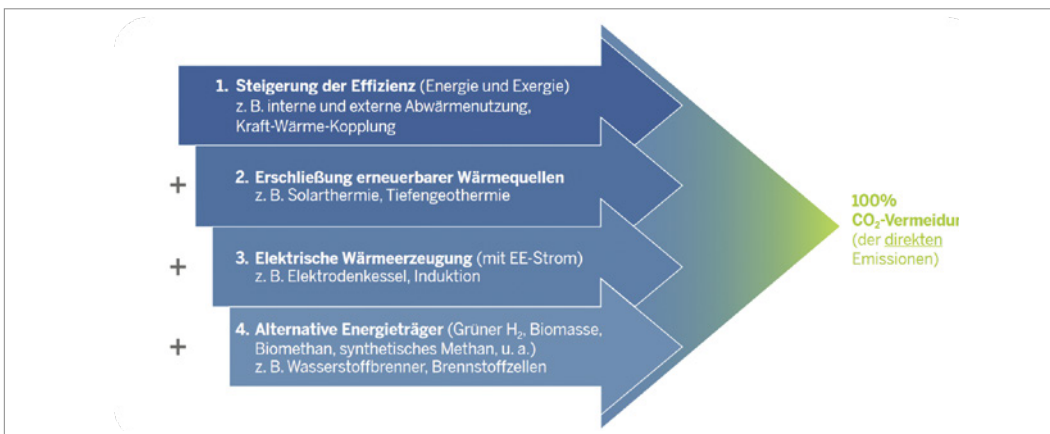 1. Steigerung der Effizienz (Energie und Exergie)
z. B. interne und externe Abwärmenutzung,
Kraft-Wärme-Kopplung
+
2. Erschließung erneuerbarer Wärmequellen
z. B. Solarthermie, Tiefengeothermie
+
3. Elektrische Wärmeerzeugung (mit EE-Strom)
z. B. Elektrodenkessel, Induktion
+
4. Alternative Energieträger (Grüner H₂, Biomasse,
Biomethan, synthetisches Methan, u. a.)
z. B. Wasserstoffbrenner, Brennstoffzellen
100%
CO₂-Vermeidu
(der direkten
Emissionen)